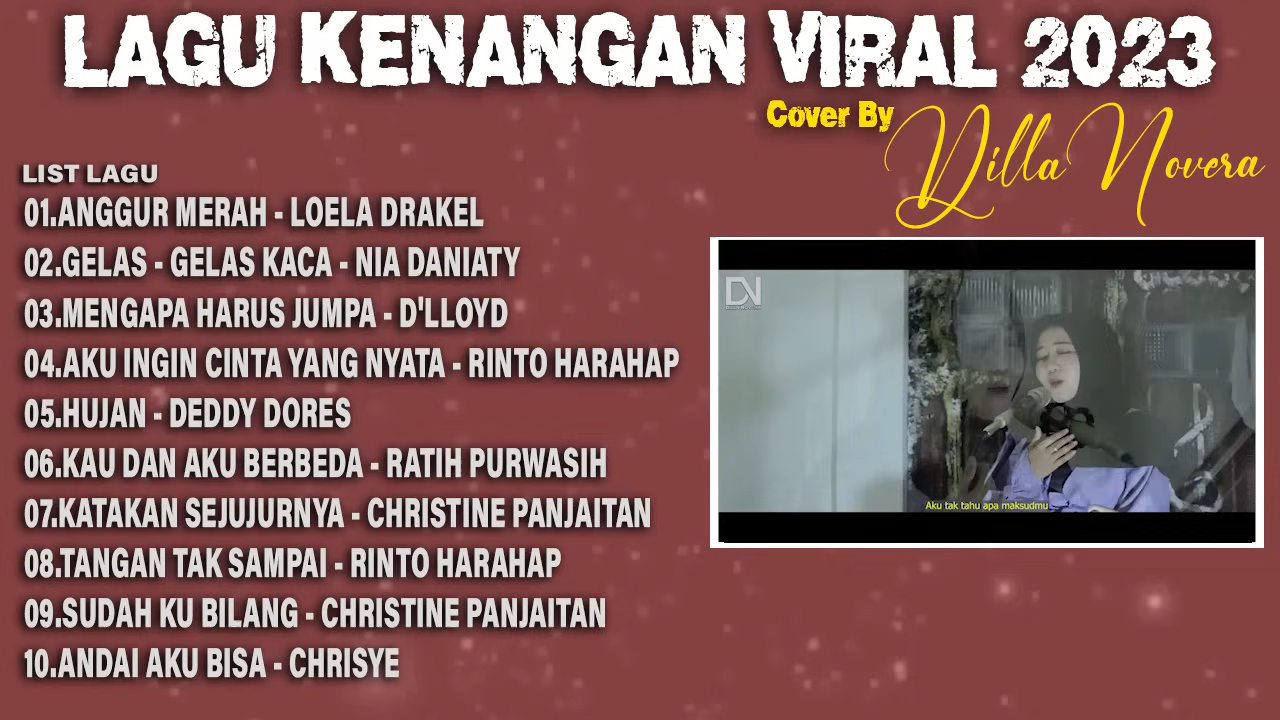 LAGU KENANGAN VIRAL 2023
Cover By Dilla Novera
LIST LAGU
01.ANGGUR MERAH - LOELA DRAKEL
02.GELAS - GELAS KACA - NIA DANIATY
03.MENGAPA HARUS JUMPA - D'LLOYD
04.AKU INGIN CINTA YANG NYATA - RINTO HARAHAP
05.HUJAN - DEDDY DORES
06.KAU DAN AKU BERBEDA - RATIH PURWASIH
07.KATAKAN SEJUJURNYA - CHRISTINE PANJAITAN
08.TANGAN TAK SAMPAI - RINTO HARAHAP
09.SUDAH KU BILANG - CHRISTINE PANJAITAN
10.ANDAI AKU BISA - CHRISYE
DN
Aku tak tahu apa maksudmu